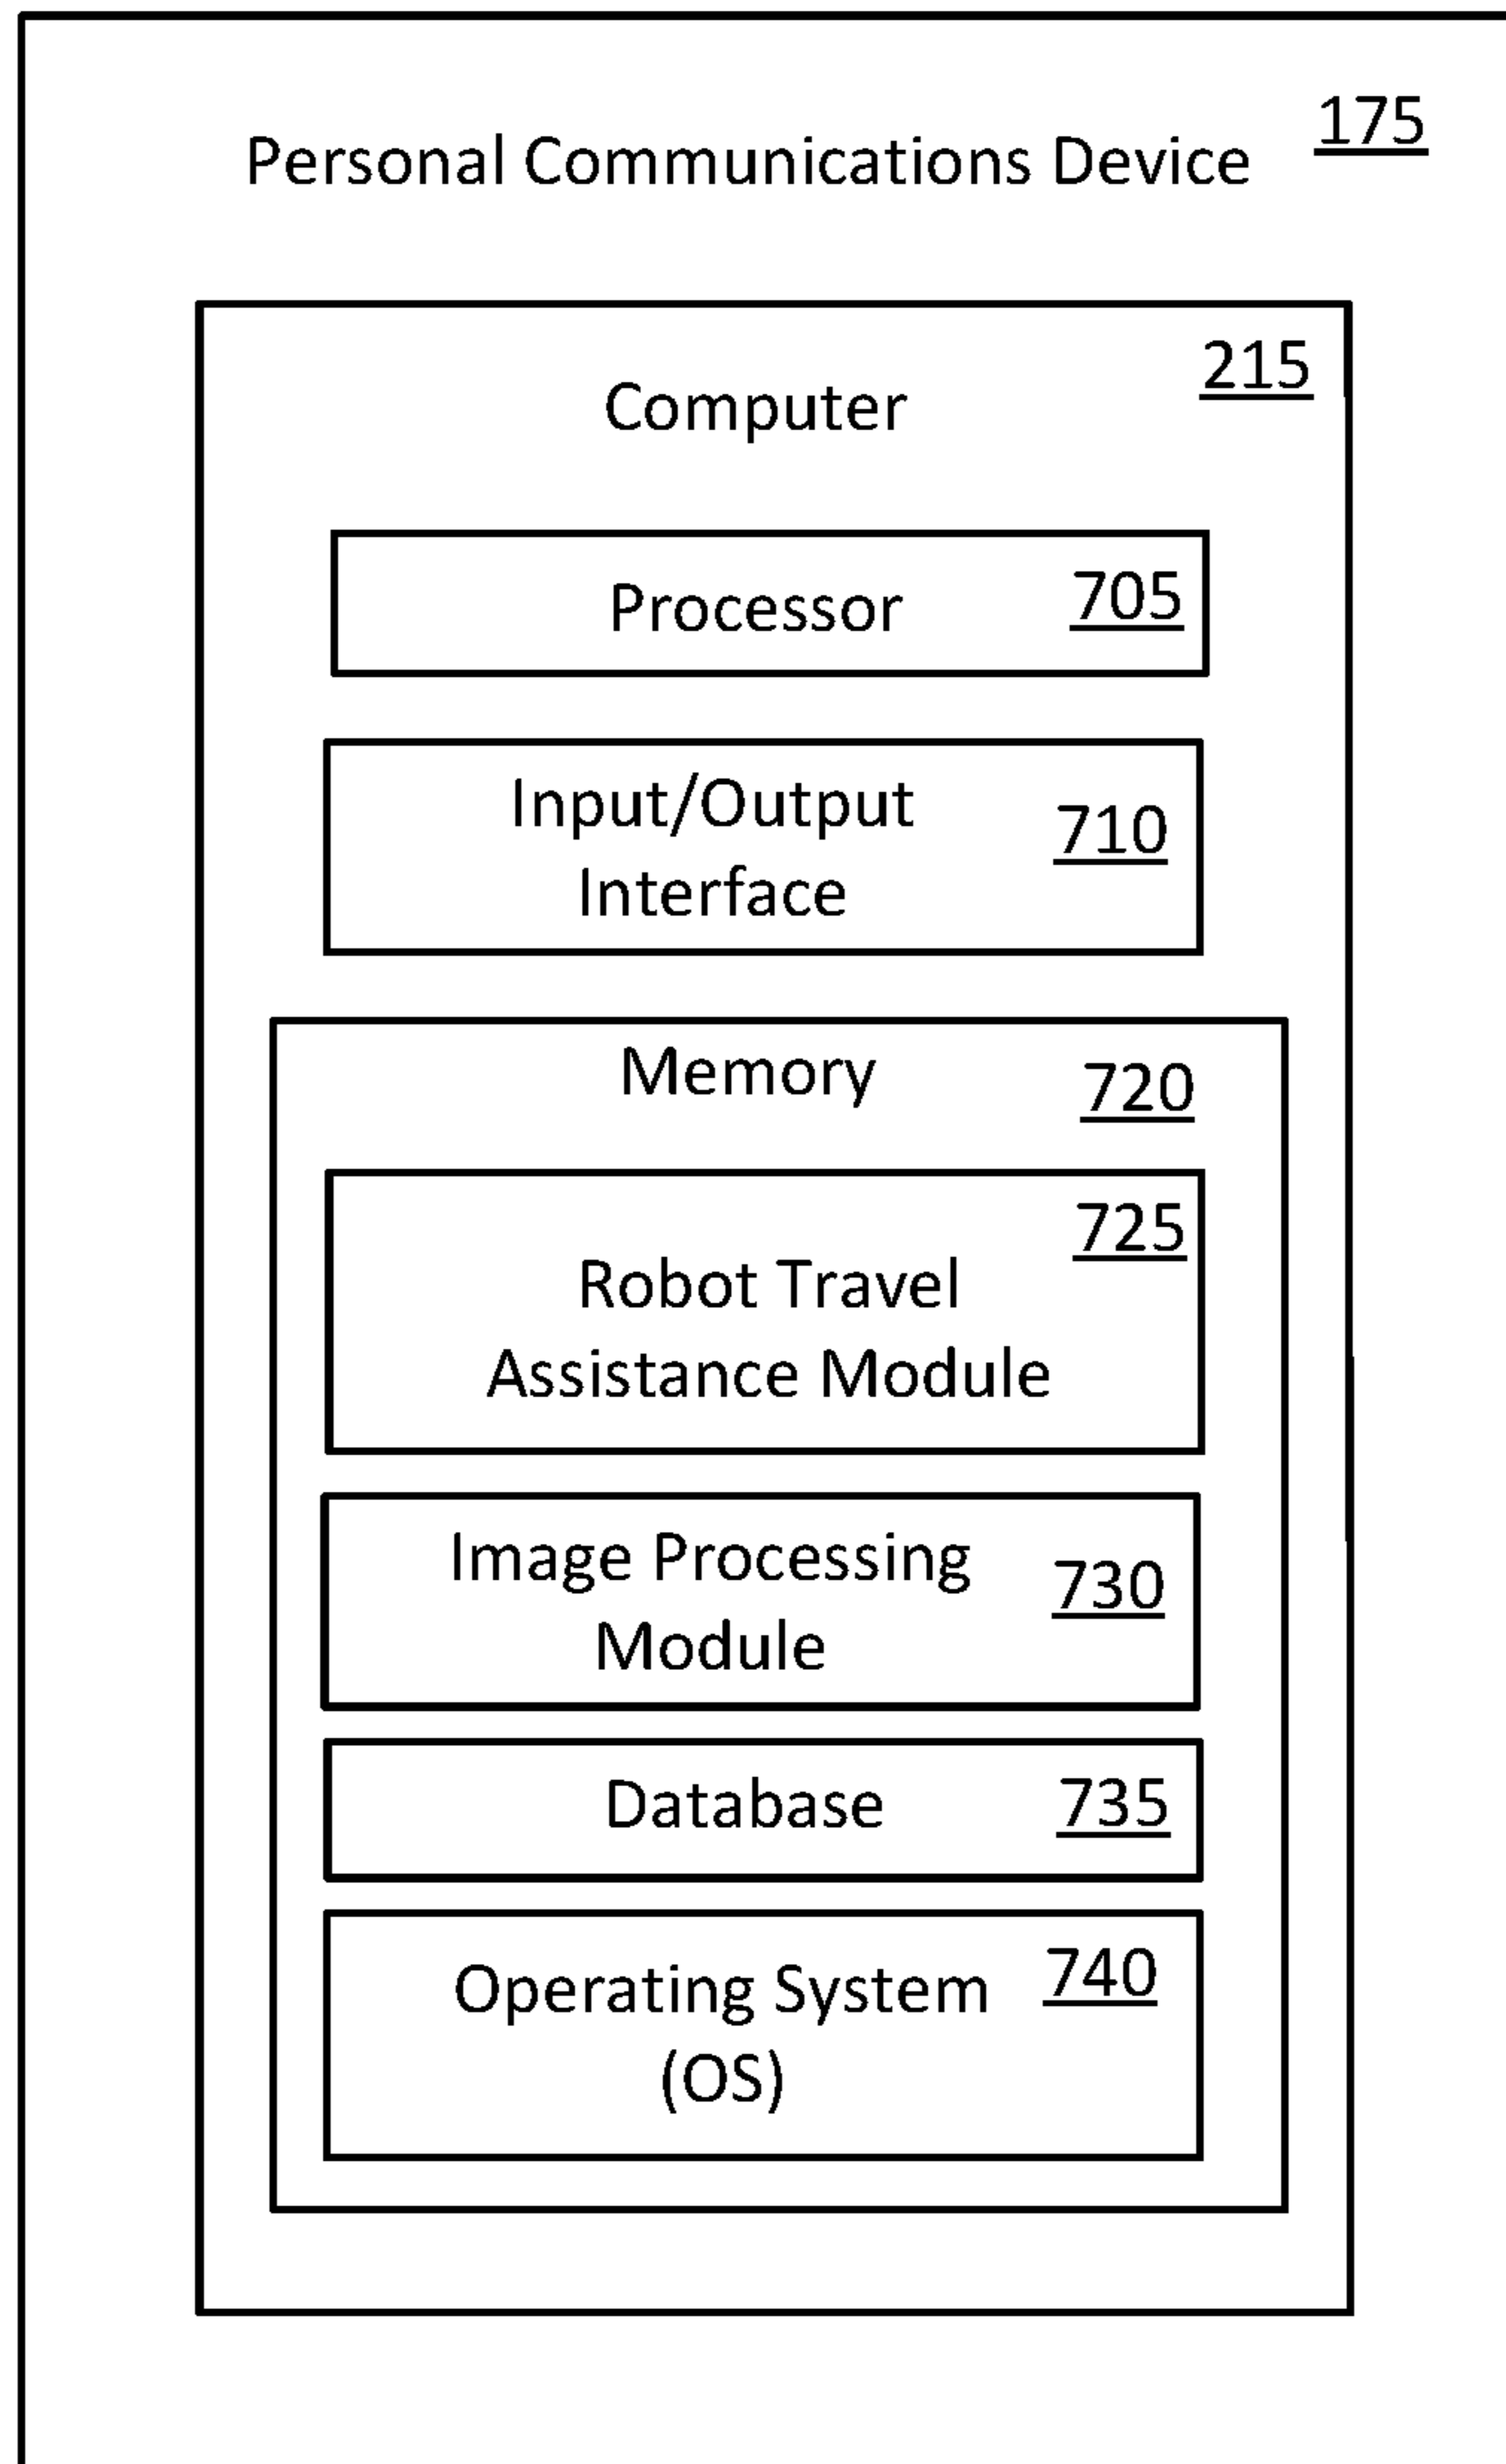 Personal Communications Device 175
Computer 215
Processor 705
Input/Output
Interface 710
Memory 720
725
Robot Travel
Assistance Module
Image Processing
Module 730
Database 735
Operating System 740
(OS)